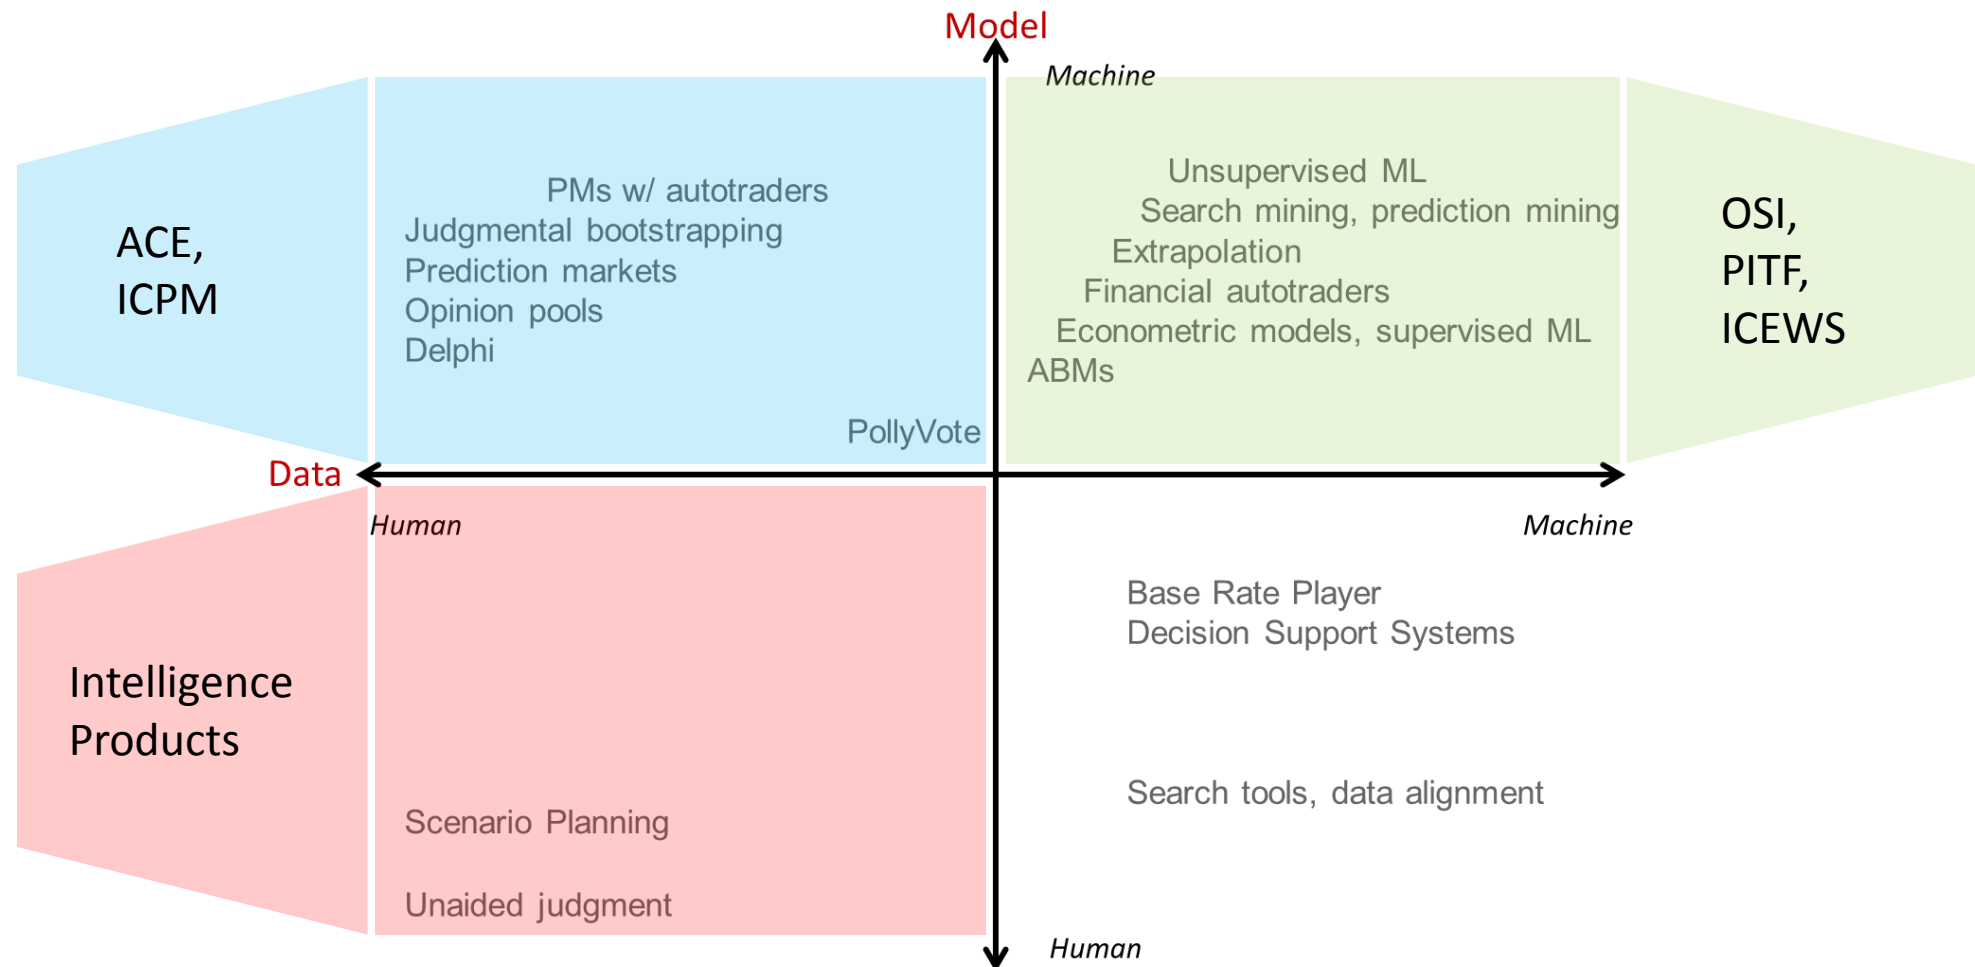 Model
Machine
ACE,
ICPM
PMs w/ autotraders
Judgmental bootstrapping
Prediction markets
Opinion pools
Delphi
PollyVote
Unsupervised ML
Search mining, prediction mining
Extrapolation
Financial autotraders
Econometric models, supervised ML
ABMs
OSI,
PITF,
ICEWS
Data
Human
Machine
Intelligence
Products
Scenario Planning
Unaided judgment
Base Rate Player
Decision Support Systems
Search tools, data alignment
Human